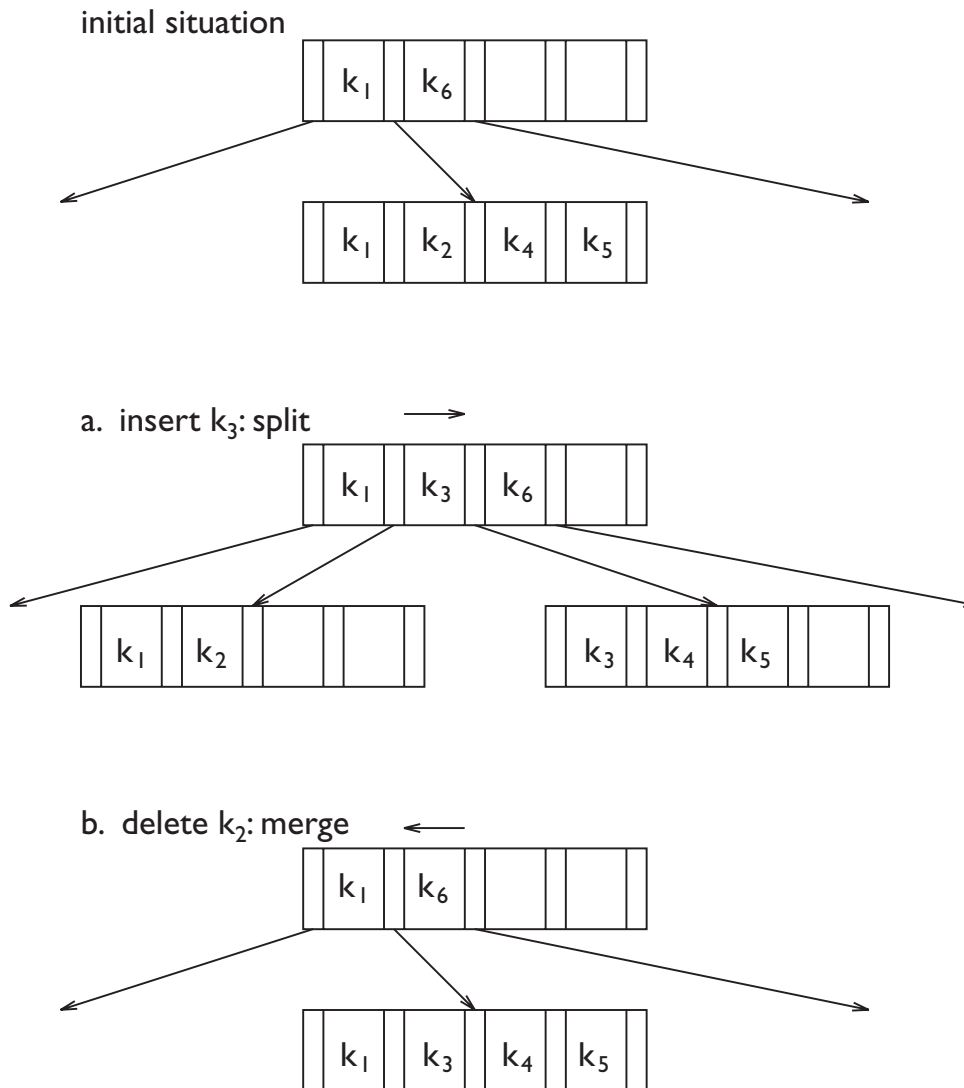 initial situation
k₁ k₆
k₁ k₂ k₄ k₅
a. insert k₃: split
k₁ k₃ k₆
k₁ k₂ k₃ k₄ k₅
b. delete k₂: merge
k₁ k₆
k₁ k₃ k₄ k₅